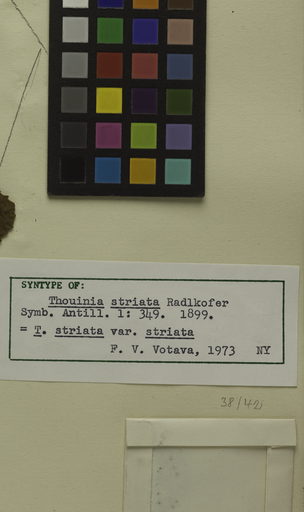 SYNTYPE OF:
Thouinia striata Radlkofer
Symb. Antill. 1: 349. 1899.
= T. striata var. striata
F. V. Votava, 1973 NY
38/42